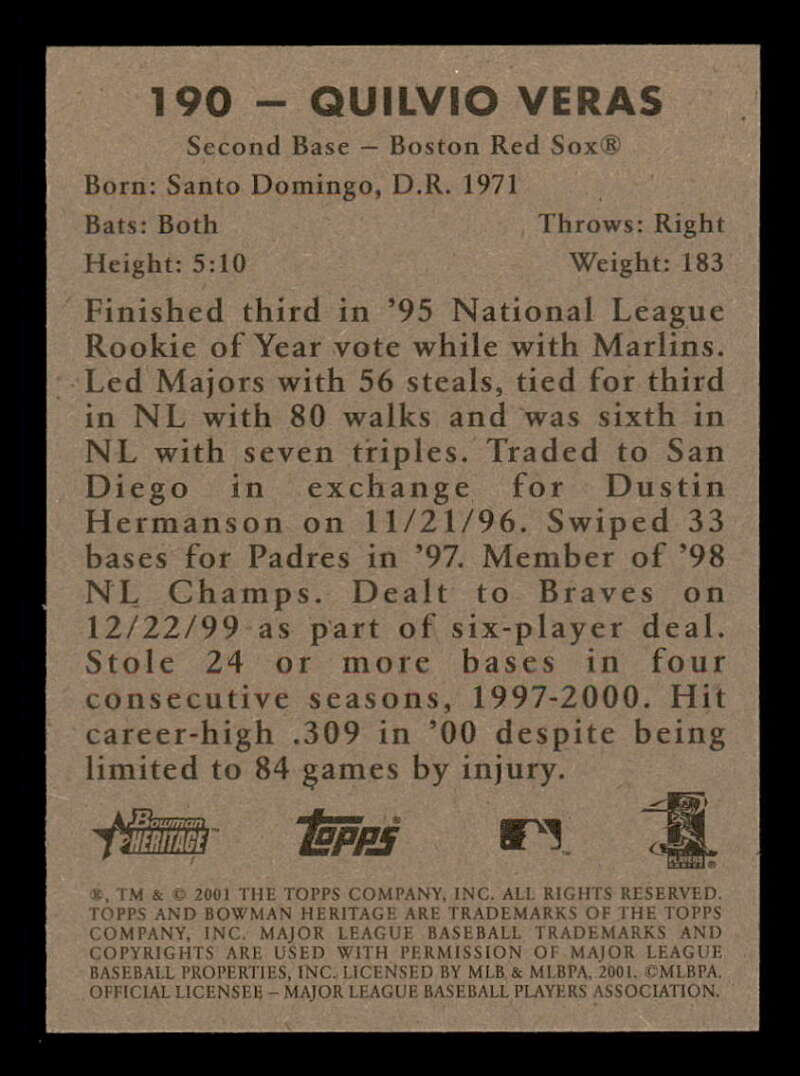 190 – QUILVIO VERAS
Second Base – Boston Red Sox®
Born: Santo Domingo, D.R. 1971
Bats: Both Throws: Right
Height: 5:10 Weight: 183
Finished third in ’95 National League
Rookie of Year vote while with Marlins.
Led Majors with 56 steals, tied for third
in NL with 80 walks and was sixth in
NL with seven triples. Traded to San
Diego in exchange for Dustin
Hermanson on 11/21/96. Swiped 33
bases for Padres in ’97. Member of ’98
NL Champs. Dealt to Braves on
12/22/99 as part of six-player deal.
Stole 24 or more bases in four
consecutive seasons, 1997-2000. Hit
career-high .309 in ’00 despite being
limited to 84 games by injury.
Bowman
HERITAGE™
TOPPS
®, TM & © 2001 THE TOPPS COMPANY, INC. ALL RIGHTS RESERVED.
TOPPS AND BOWMAN HERITAGE ARE TRADEMARKS OF THE TOPPS
COMPANY, INC. MAJOR LEAGUE BASEBALL TRADEMARKS AND
COPYRIGHTS ARE USED WITH PERMISSION OF MAJOR LEAGUE
BASEBALL PROPERTIES, INC. LICENSED BY MLB & MLBPA, 2001. ©MLBPA.
OFFICIAL LICENSEE – MAJOR LEAGUE BASEBALL PLAYERS ASSOCIATION.